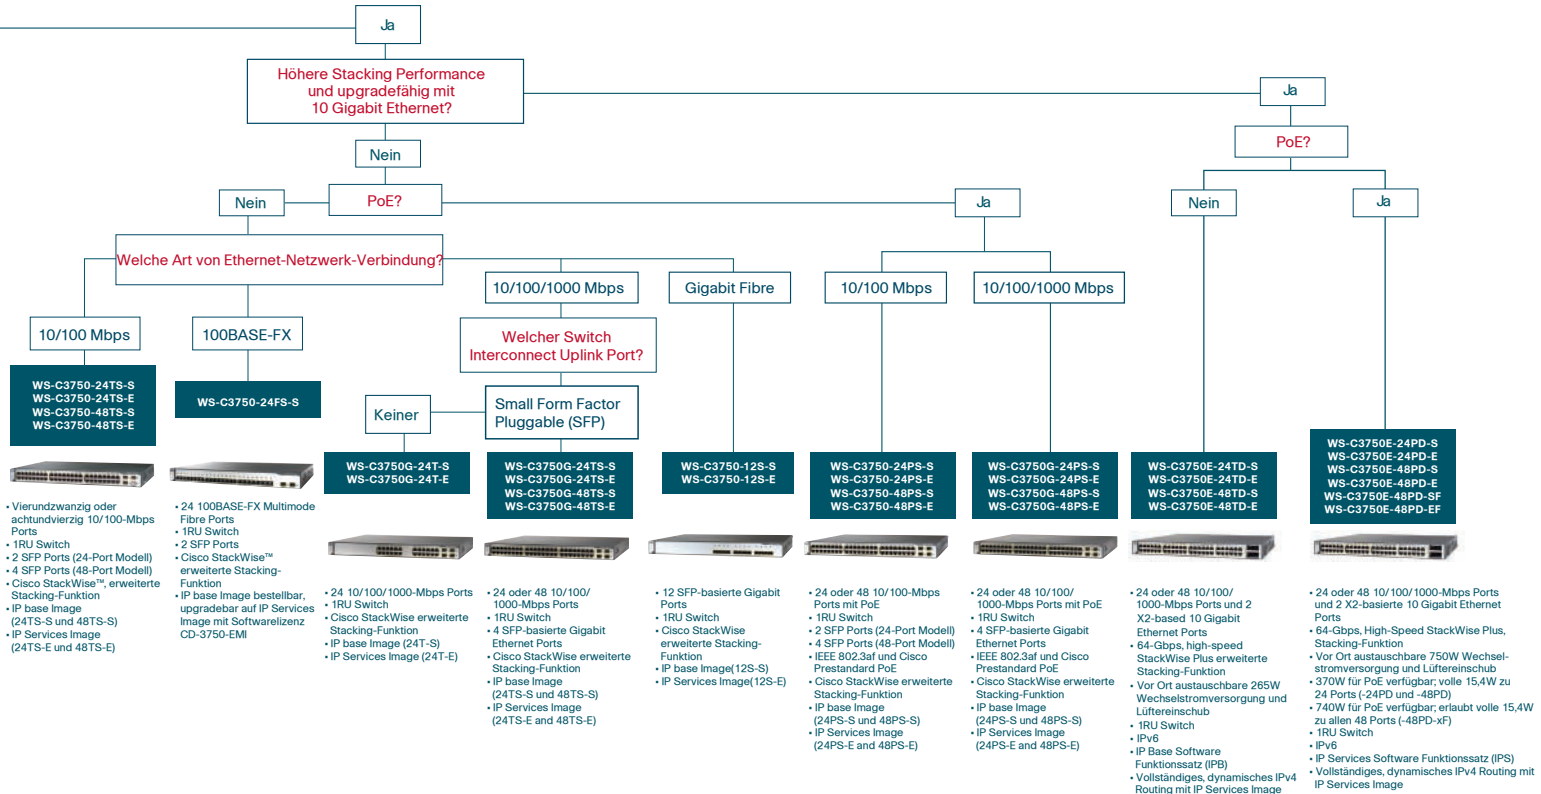 Ja
Höhere Stacking Performance
und upgradefähig mit
10 Gigabit Ethernet?
Ja
PoE?
Nein
PoE?
Nein
Ja
Nein
Ja
Welche Art von Ethernet-Netzwerk-Verbindung?
10/100/1000 Mbps
Gigabit Fibre
10/100 Mbps
10/100/1000 Mbps
10/100 Mbps
100BASE-FX
Welcher Switch
Interconnect Uplink Port?
Keiner
Small Form Factor
Pluggable (SFP)
WS-C3750-24TS-S
WS-C3750-24TS-E
WS-C3750-48TS-S
WS-C3750-48TS-E
• Vierundzwanzig oder
achtundvierzig 10/100-Mbps
Ports
• 1RU Switch
• 2 SFP Ports (24-Port Modell)
• 4 SFP Ports (48-Port Modell)
• Cisco StackWise™, erweiterte
Stacking-Funktion
• IP base Image
(24TS-S und 48TS-S)
• IP Services Image
(24TS-E und 48TS-E)
WS-C3750-24FS-S
• 24 100BASE-FX Multimode
Fibre Ports
• 1RU Switch
• 2 SFP Ports
• Cisco StackWise™
erweiterte Stacking-
Funktion
• IP base Image bestellbar,
upgradebar auf IP Services
Image mit Softwarelizenz
CD-3750-EMI
WS-C3750G-24T-S
WS-C3750G-24T-E
• 24 10/100/1000-Mbps Ports
• 1RU Switch
• Cisco StackWise erweiterte
Stacking-Funktion
• IP base Image (24T-S)
• IP Services Image (24T-E)
WS-C3750G-24TS-S
WS-C3750G-24TS-E
WS-C3750G-48TS-S
WS-C3750G-48TS-E
• 24 oder 48 10/100/
1000-Mbps Ports
• 1RU Switch
• 4 SFP-basierte Gigabit
Ethernet Ports
• Cisco StackWise erweiterte
Stacking-Funktion
• IP base Image
(24TS-S und 48TS-S)
• IP Services Image
(24TS-E and 48TS-E)
WS-C3750-12S-S
WS-C3750-12S-E
• 12 SFP-basierte Gigabit
Ports
• 1RU Switch
• Cisco StackWise
erweiterte Stacking-
Funktion
• IP base Image(12S-S)
• IP Services Image(12S-E)
WS-C3750-24PS-S
WS-C3750-24PS-E
WS-C3750-48PS-S
WS-C3750-48PS-E
• 24 oder 48 10/100-Mbps
Ports mit PoE
• 1RU Switch
• 2 SFP Ports (24-Port Modell)
• 4 SFP Ports (48-Port Modell)
• IEEE 802.3af und Cisco
Prestandard PoE
• Cisco StackWise erweiterte
Stacking-Funktion
• IP base Image
(24PS-S und 48PS-S)
• IP Services Image
(24PS-E and 48PS-E)
WS-C3750G-24PS-S
WS-C3750G-24PS-E
WS-C3750G-48PS-S
WS-C3750G-48PS-E
• 24 oder 48 10/100/
1000-Mbps Ports mit PoE
• 1RU Switch
• 4 SFP-basierte Gigabit
Ethernet Ports
• IEEE 802.3af und Cisco
Prestandard PoE
• Cisco StackWise erweiterte
Stacking-Funktion
• IP base Image
(24PS-S und 48PS-S)
• IP Services Image
(24PS-E and 48PS-E)
WS-C3750E-24TD-S
WS-C3750E-24TD-E
WS-C3750E-48TD-S
WS-C3750E-48TD-E
• 24 oder 48 10/100/
1000-Mbps Ports und 2
X2-based 10 Gigabit
Ethernet Ports
• 64-Gbps, high-speed
StackWise Plus erweiterte
Stacking-Funktion
• Vor Ort austauschbare 265W
Wechselstromversorgung und
Lüftereinschub
• 1RU Switch
• IPv6
• IP Base Software
Funktionssatz (IPB)
• Vollständiges, dynamisches IPv4
Routing mit IP Services Image
WS-C3750E-24PD-S
WS-C3750E-24PD-E
WS-C3750E-48PD-S
WS-C3750E-48PD-E
WS-C3750E-48PD-SF
WS-C3750E-48PD-EF
• 24 oder 48 10/100/1000-Mbps Ports
und 2 X2-basierte 10 Gigabit Ethernet
Ports
• 64-Gbps, High-Speed StackWise Plus,
Stacking-Funktion
• Vor Ort austauschbare 750W Wechsel-
stromversorgung und Lüftereinschub
• 370W für PoE verfügbar; volle 15,4W zu
24 Ports (-24PD und -48PD)
• 740W für PoE verfügbar; erlaubt volle 15,4W
zu allen 48 Ports (-48PD-xF)
• 1RU Switch
• IPv6
• IP Services Software Funktionssatz (IPS)
• Vollständiges, dynamisches IPv4 Routing mit
IP Services Image